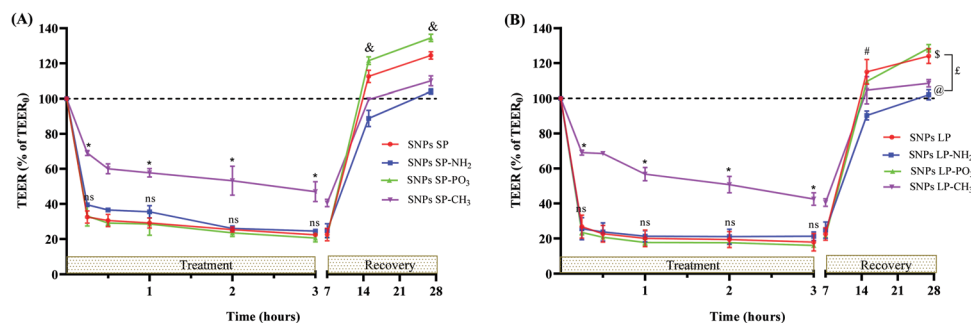 (A)
140
120
100
80
60
40
20
0
TEER (% of TEER₀)
&
&
*
*
*
*
ns
ns
ns
ns
SNPs SP
SNPs SP-NH₂
SNPs SP-PO₃
SNPs SP-CH₃
Treatment
Recovery
1
2
3
7
14
21
28
Time (hours)
(B)
140
120
100
80
60
40
20
0
TEER (% of TEER₀)
#
$
£
@
*
*
*
*
ns
ns
ns
ns
SNPs LP
SNPs LP-NH₂
SNPs LP-PO₃
SNPs LP-CH₃
Treatment
Recovery
1
2
3
7
14
21
28
Time (hours)